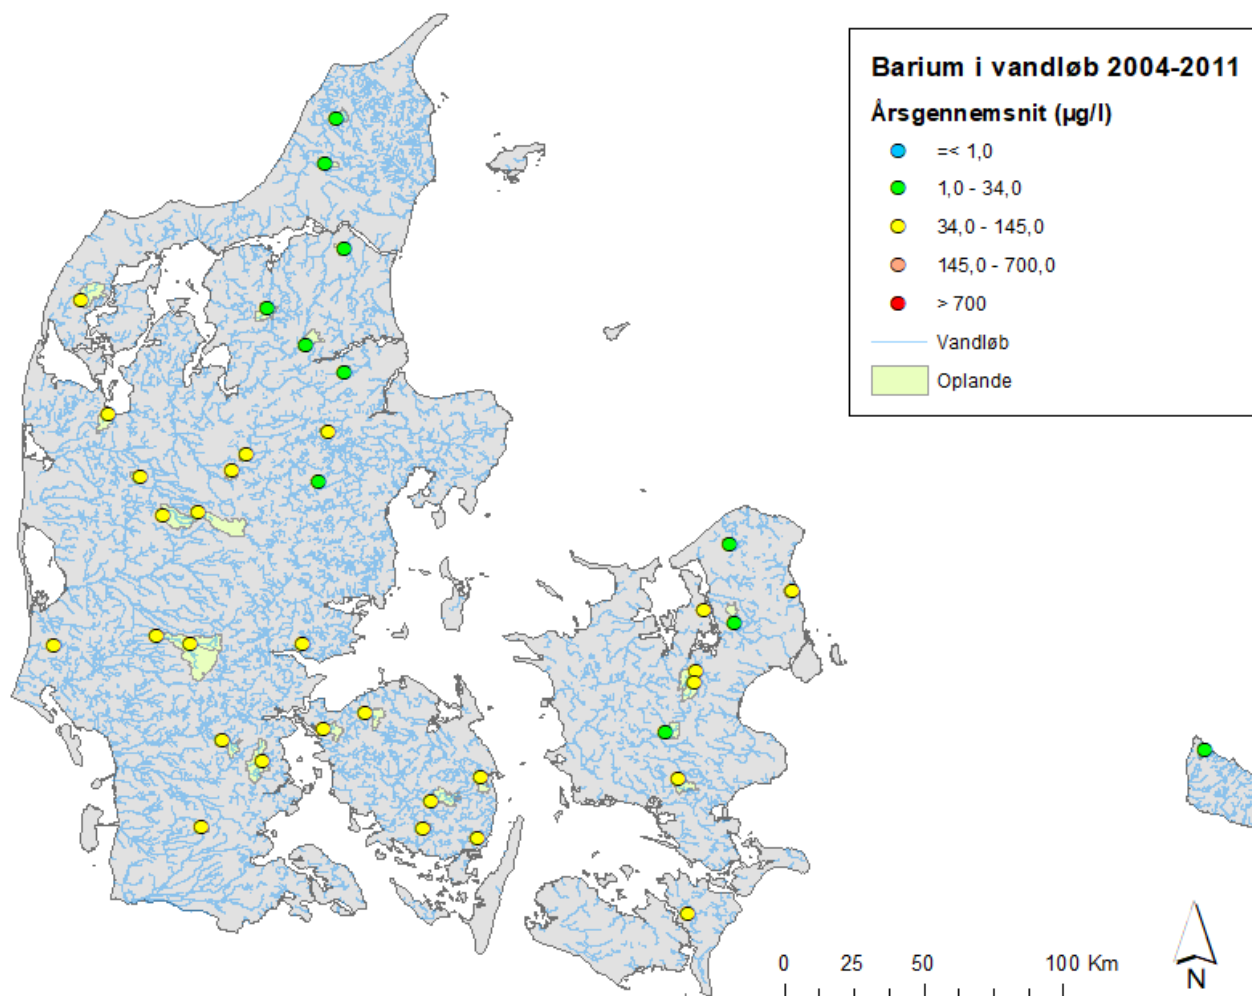 Barium i vandløb 2004-2011
Årsgennemsnit (µg/l)
=< 1,0
1,0 - 34,0
34,0 - 145,0
145,0 - 700,0
> 700
Vandløb
Oplande
0 25 50 100 Km
N